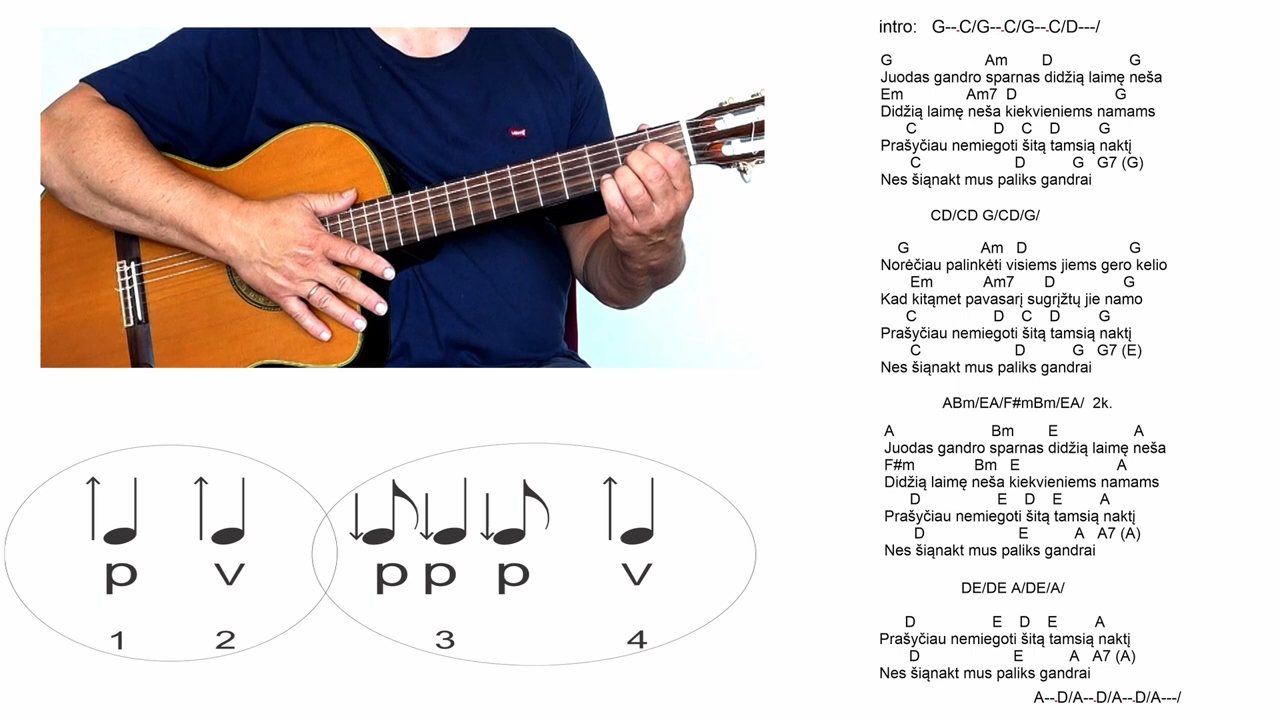 intro: G--.C/G--.C/G--.C/D---/
G Am D G
Juodas gandro sparnas didžią laimę neša
Em Am7 D G
Didžią laimę neša kiekvieniems namams
C D C D G
Prašyčiau nemiegoti šitą tamsią naktį
C D G G7 (G)
Nes šiąnakt mus paliks gandrai
CD/CD G/CD/G/
G Am D G
Norėčiau palinkėti visiems jiems gero kelio
Em Am7 D G
Kad kitąmet pavasarį sugrįžtų jie namo
C D C D G
Prašyčiau nemiegoti šitą tamsią naktį
C D G G7 (E)
Nes šiąnakt mus paliks gandrai
ABm/EA/F#mBm/EA/ 2k.
A Bm E A
Juodas gandro sparnas didžią laimę neša
F#m Bm E A
Didžią laimę neša kiekvieniems namams
D E D E A
Prašyčiau nemiegoti šitą tamsią naktį
D E A A7 (A)
Nes šiąnakt mus paliks gandrai
DE/DE A/DE/A/
D E D E A
Prašyčiau nemiegoti šitą tamsią naktį
D E A A7 (A)
Nes šiąnakt mus paliks gandrai
A--.D/A--.D/A--.D/A---/
p v p p p v
1 2 3 4